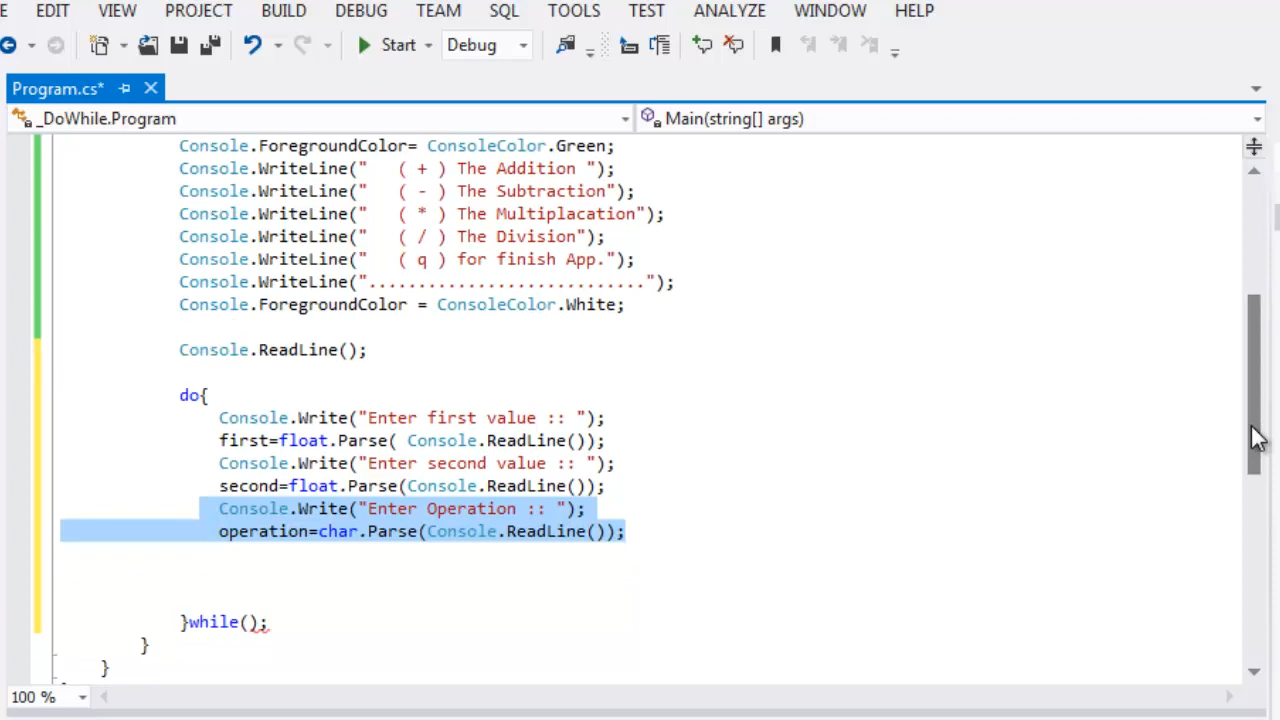 E EDIT VIEW PROJECT BUILD DEBUG TEAM SQL TOOLS TEST ANALYZE WINDOW HELP
Start Debug
Program.cs*
_DoWhile.Program Main(string[] args)
Console.ForegroundColor= ConsoleColor.Green;
Console.WriteLine("   ( + ) The Addition ");
Console.WriteLine("   ( - ) The Subtraction");
Console.WriteLine("   ( * ) The Multiplacation");
Console.WriteLine("   ( / ) The Division");
Console.WriteLine("   ( q ) for finish App.");
Console.WriteLine("............................");
Console.ForegroundColor = ConsoleColor.White;
Console.ReadLine();
do{
Console.Write("Enter first value :: ");
first=float.Parse( Console.ReadLine());
Console.Write("Enter second value :: ");
second=float.Parse(Console.ReadLine());
Console.Write("Enter Operation :: ");
operation=char.Parse(Console.ReadLine());
}while();
}
}
100 %